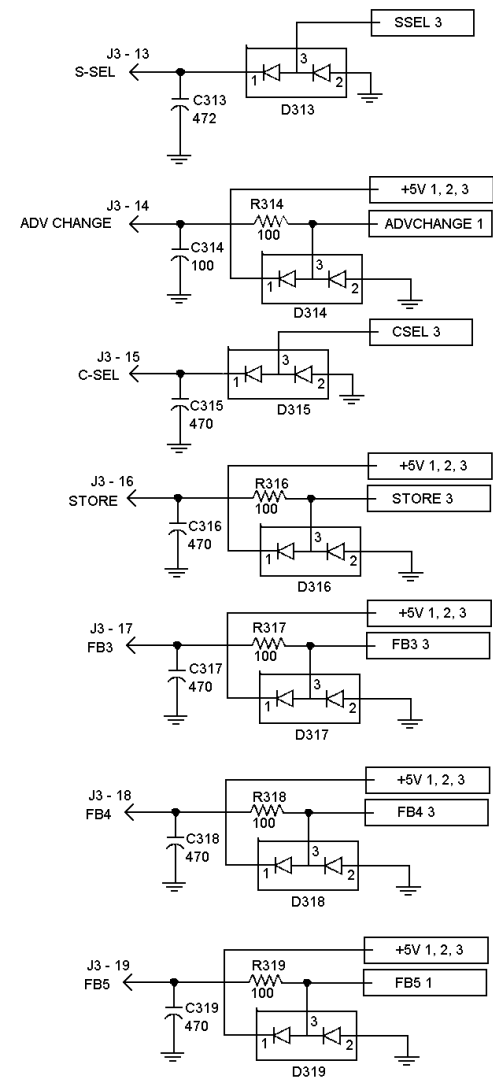 SSEL 3
J3 - 13
S-SEL
3
1
2
C313
472
D313
+5V 1, 2, 3
J3 - 14
R314
ADV CHANGE
100
ADVCHANGE 1
C314
100
3
1
2
D314
CSEL 3
J3 - 15
C-SEL
3
1
2
C315
470
D315
+5V 1, 2, 3
J3 - 16
R316
STORE
100
STORE 3
C316
470
3
1
2
D316
+5V 1, 2, 3
J3 - 17
R317
FB3
100
FB3 3
C317
470
3
1
2
D317
+5V 1, 2, 3
J3 - 18
R318
FB4
100
FB4 3
C318
470
3
1
2
D318
+5V 1, 2, 3
J3 - 19
R319
FB5
100
FB5 1
C319
470
3
1
2
D319